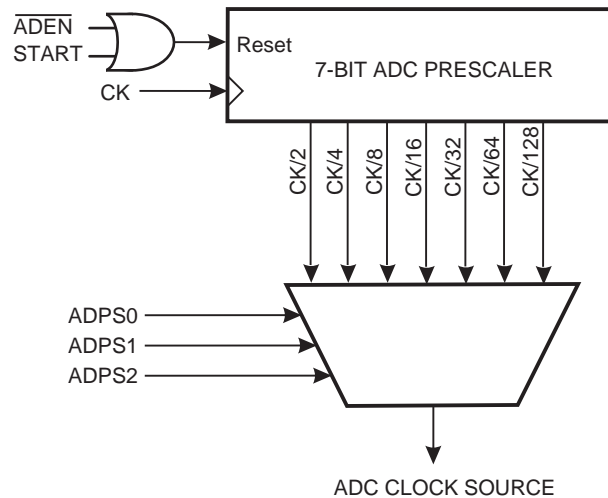 ADEN
START
Reset
7-BIT ADC PRESCALER
CK
CK/2
CK/4
CK/8
CK/16
CK/32
CK/64
CK/128
ADPS0
ADPS1
ADPS2
ADC CLOCK SOURCE